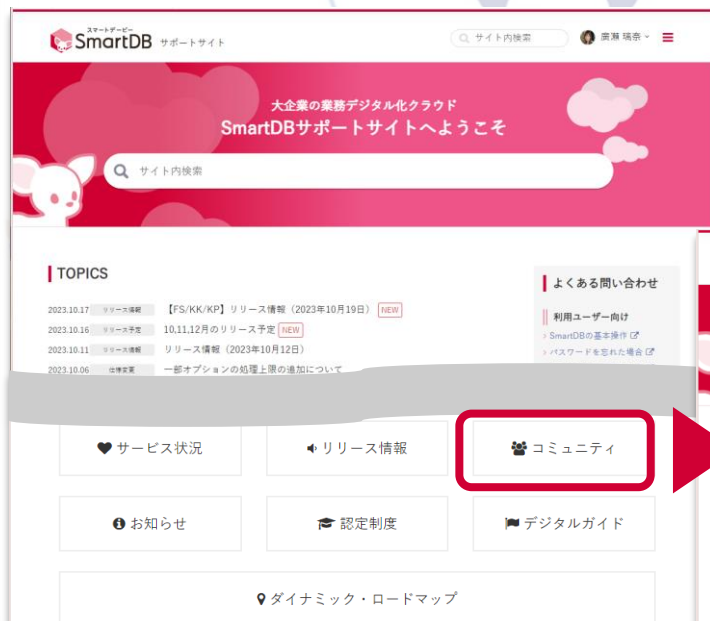 スマートデービー
SmartDB サポートサイト
サイト内検索
廣瀬 瑞奈
大企業の業務デジタル化クラウド
SmartDBサポートサイトへようこそ
サイト内検索
TOPICS
2023.10.17 リリース情報 【FS/KK/KP】リリース情報（2023年10月19日） NEW
2023.10.16 リリース予定 10,11,12月のリリース予定 NEW
2023.10.11 リリース情報 リリース情報（2023年10月12日）
2023.10.06 仕様変更 一部オプションの処理上限の追加について
よくある問い合わせ
利用ユーザー向け
› SmartDBの基本操作
› パスワードを忘れた場合
サービス状況
リリース情報
コミュニティ
お知らせ
認定制度
デジタルガイド
ダイナミック・ロードマップ